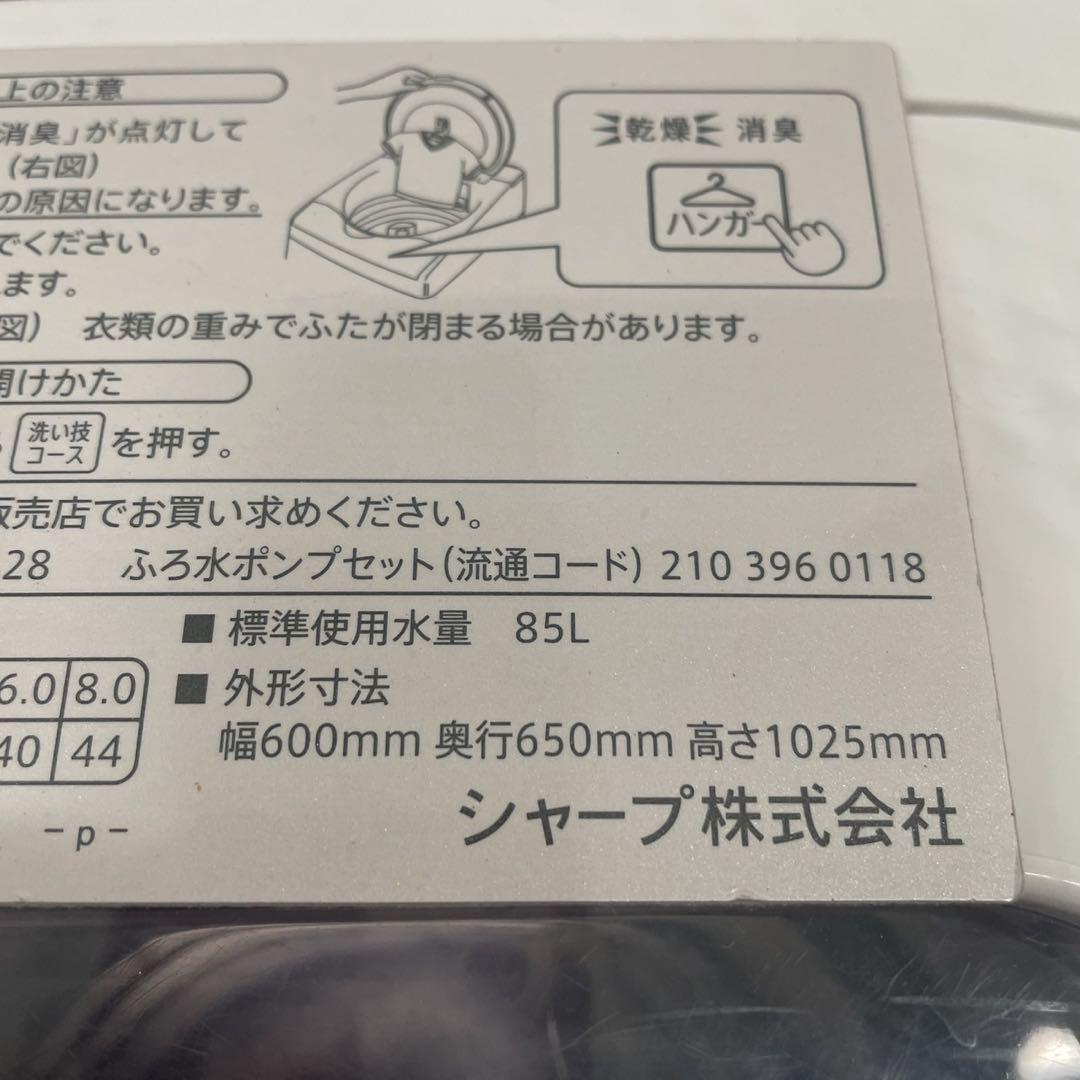 上の注意
消臭」が点灯して
(右図)
の原因になります。
でください。
ます。
図) 衣類の重みでふたが閉まる場合があります。
乾燥 消臭
ハンガー
開けかた
洗い技
コース
を押す。
販売店でお買い求めください。
28 ふろ水ポンプセット(流通コード) 210 396 0118
■ 標準使用水量 85L
6.0 8.0
40 44
■ 外形寸法
幅600mm 奥行650mm 高さ1025mm
シャープ株式会社
－p－